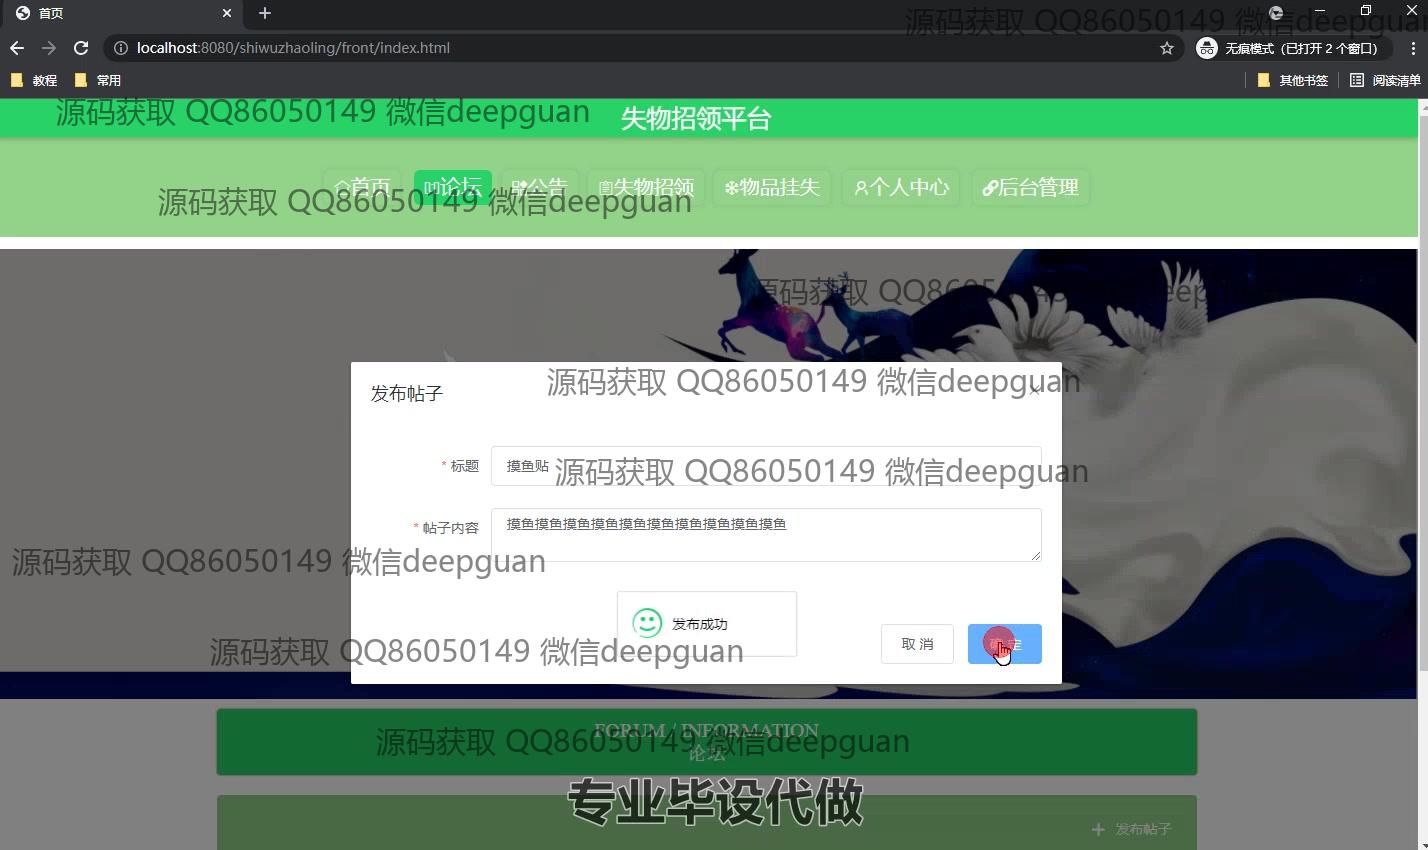 首页
源码获取 QQ86050149 微信deepguan
localhost:8080/shiwuzhaoling/front/index.html
无痕模式（已打开 2 个窗口）
教程
常用
其他书签
阅读清单
源码获取 QQ86050149 微信deepguan
失物招领平台
首页
论坛
公告
失物招领
物品挂失
个人中心
后台管理
源码获取 QQ86050149 微信deepguan
源码获取
发布帖子
源码获取 QQ86050149 微信deepguan
* 标题
摸鱼贴
源码获取 QQ86050149 微信deepguan
* 帖子内容
摸鱼摸鱼摸鱼摸鱼摸鱼摸鱼摸鱼摸鱼摸鱼摸鱼
源码获取 QQ86050149 微信deepguan
发布成功
取 消
确 定
源码获取 QQ86050149 微信deepguan
FORUM / INFORMATION
源码获取 QQ86050149 微信deepguan
论坛
专业毕设代做
发布帖子